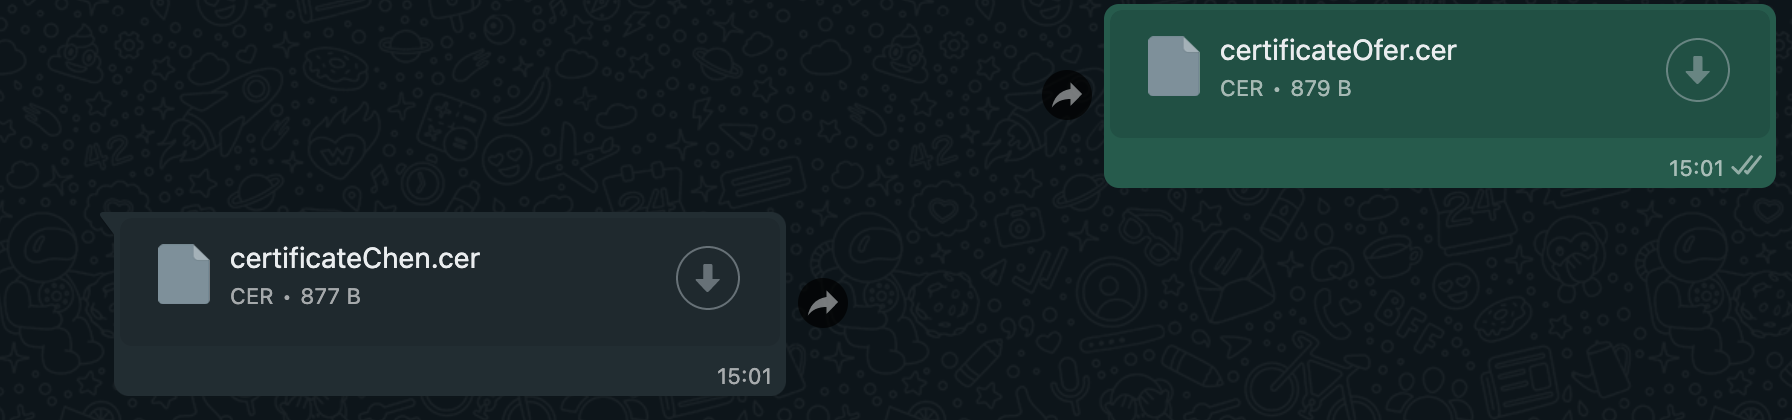 certificateOfer.cer
CER • 879 B
15:01
certificateChen.cer
CER • 877 B
15:01